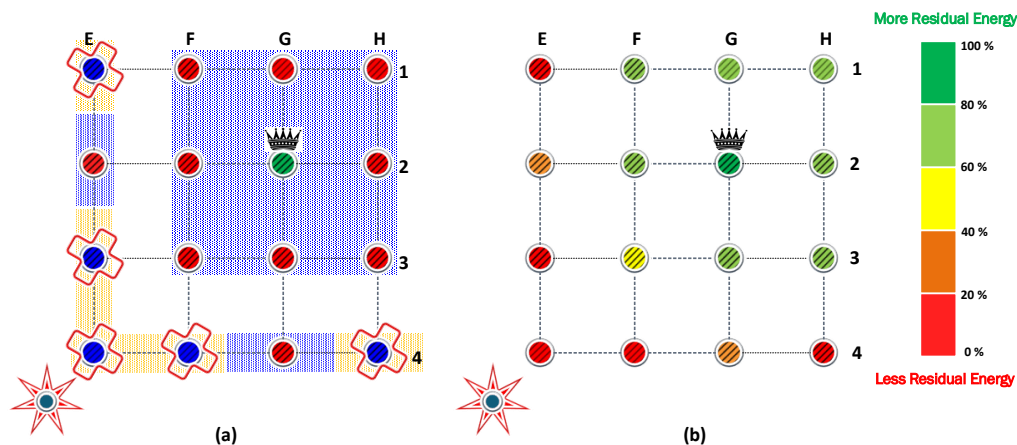 More Residual Energy
E F G H
E F G H
1
2
3
4
1
2
3
4
100 %
80 %
60 %
40 %
20 %
0 %
Less Residual Energy
(a)
(b)